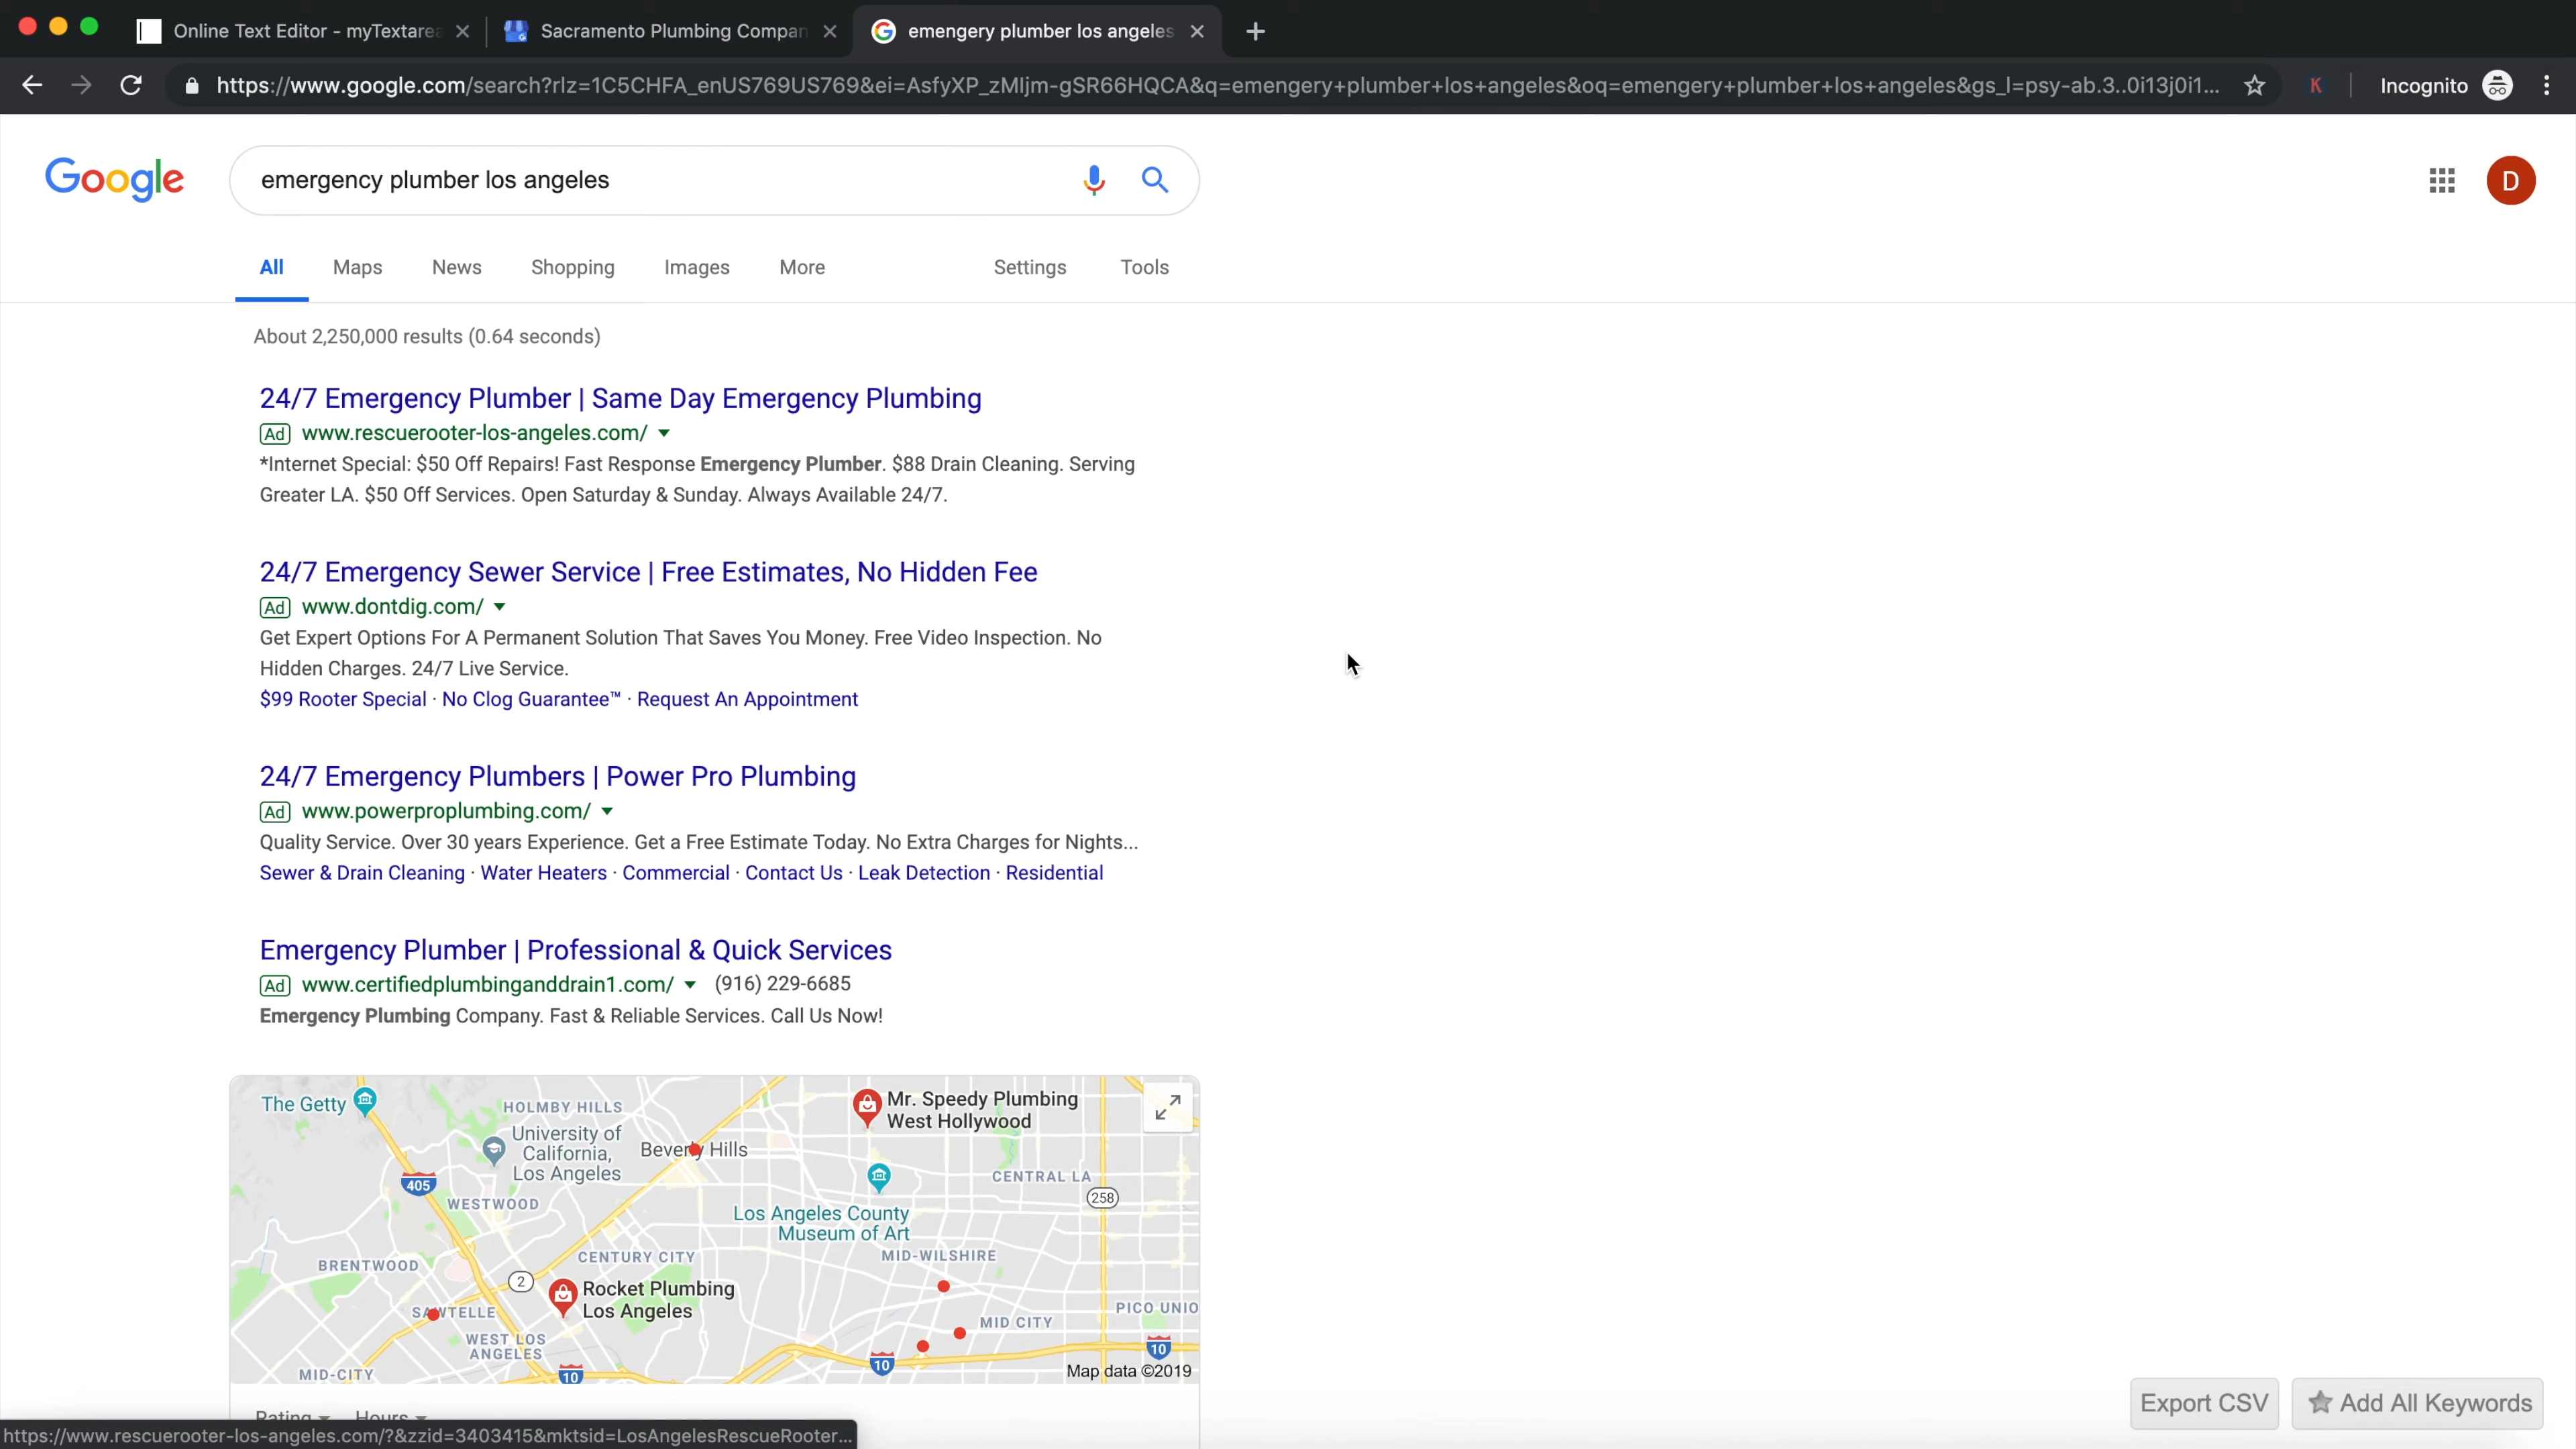 Online Text Editor - myTextarea
Sacramento Plumbing Compan
emengery plumber los angeles
https://www.google.com/search?rlz=1C5CHFA_enUS769US769&ei=AsfyXP_zMIjm-gSR66HQCA&q=emengery+plumber+los+angeles&oq=emengery+plumber+los+angeles&gs_l=psy-ab.3..0i13j0i1...
K
Incognito
Google
emergency plumber los angeles
D
All Maps News Shopping Images More Settings Tools
About 2,250,000 results (0.64 seconds)
24/7 Emergency Plumber | Same Day Emergency Plumbing
Ad www.rescuerooter-los-angeles.com/
*Internet Special: $50 Off Repairs! Fast Response Emergency Plumber. $88 Drain Cleaning. Serving
Greater LA. $50 Off Services. Open Saturday & Sunday. Always Available 24/7.
24/7 Emergency Sewer Service | Free Estimates, No Hidden Fee
Ad www.dontdig.com/
Get Expert Options For A Permanent Solution That Saves You Money. Free Video Inspection. No
Hidden Charges. 24/7 Live Service.
$99 Rooter Special · No Clog Guarantee™ · Request An Appointment
24/7 Emergency Plumbers | Power Pro Plumbing
Ad www.powerproplumbing.com/
Quality Service. Over 30 years Experience. Get a Free Estimate Today. No Extra Charges for Nights...
Sewer & Drain Cleaning · Water Heaters · Commercial · Contact Us · Leak Detection · Residential
Emergency Plumber | Professional & Quick Services
Ad www.certifiedplumbinganddrain1.com/ (916) 229-6685
Emergency Plumbing Company. Fast & Reliable Services. Call Us Now!
The Getty
HOLMBY HILLS
Mr. Speedy Plumbing
West Hollywood
University of
California,
Los Angeles
Beverly Hills
405
CENTRAL LA
WESTWOOD
258
Los Angeles County
Museum of Art
CENTURY CITY
MID-WILSHIRE
BRENTWOOD
2
Rocket Plumbing
Los Angeles
SAWTELLE
PICO UNIO
MID CITY
WEST LOS
ANGELES
10
10
10
MID-CITY
Map data ©2019
Rating Hours
Export CSV
Add All Keywords
https://www.rescuerooter-los-angeles.com/?&zzid=3403415&mktsid=LosAngelesRescueRooter...